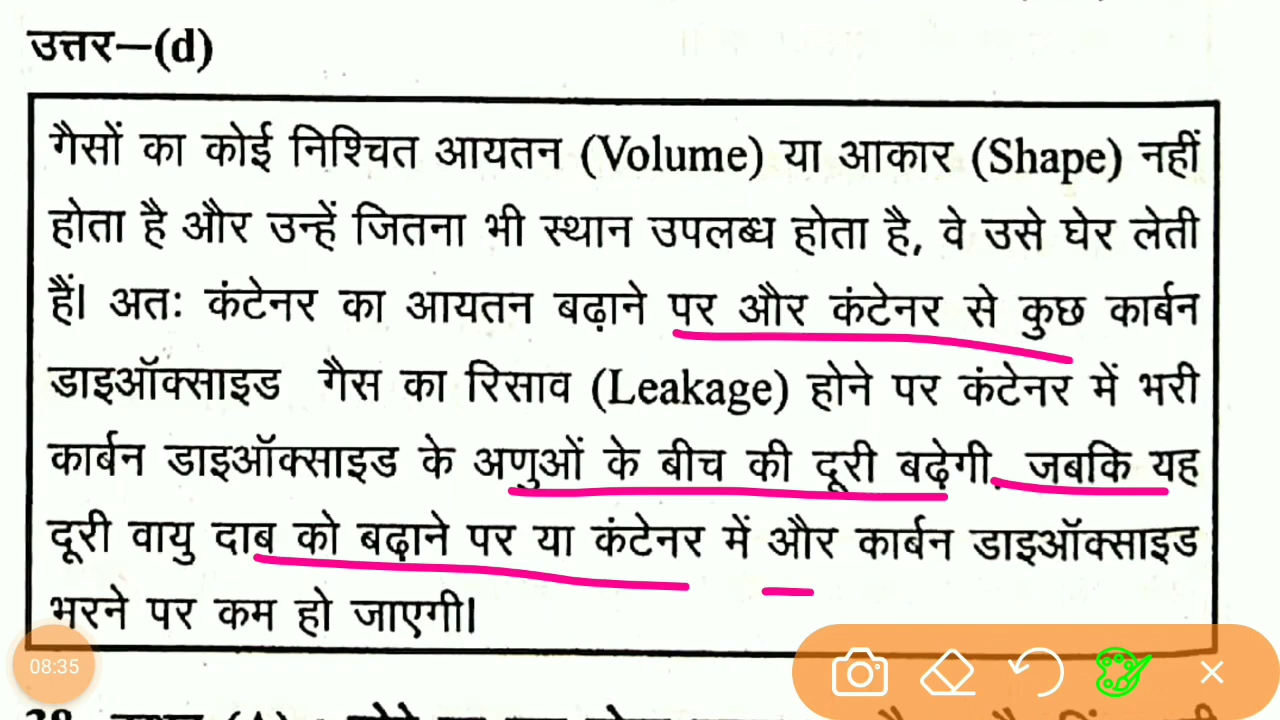 उत्तर—(d)
गैसों का कोई निश्चित आयतन (Volume) या आकार (Shape) नहीं
होता है और उन्हें जितना भी स्थान उपलब्ध होता है, वे उसे घेर लेती
हैं। अतः कंटेनर का आयतन बढ़ाने पर और कंटेनर से कुछ कार्बन
डाइऑक्साइड गैस का रिसाव (Leakage) होने पर कंटेनर में भरी
कार्बन डाइऑक्साइड के अणुओं के बीच की दूरी बढ़ेगी, जबकि यह
दूरी वायु दाब को बढ़ाने पर या कंटेनर में और कार्बन डाइऑक्साइड
भरने पर कम हो जाएगी।
08:35